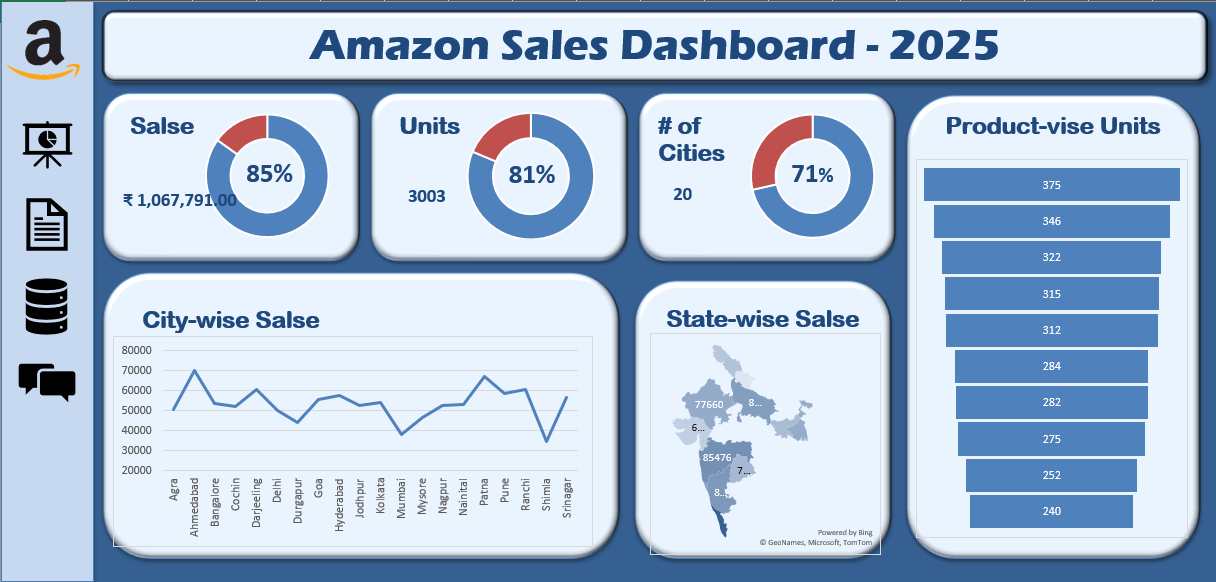 a
Amazon Sales Dashboard - 2025
Salse
85%
₹ 1,067,791.00
Units
81%
3003
# of
Cities
71%
20
Product-vise Units
375
346
322
315
312
284
282
275
252
240
City-wise Salse
80000
70000
60000
50000
40000
30000
20000
Agra
Ahmedabad
Bangalore
Cochin
Darjeeling
Delhi
Durgapur
Goa
Hyderabad
Jodhpur
Kolkata
Mumbai
Mysore
Nagpur
Nainital
Patna
Pune
Ranchi
Shimla
Srinagar
State-wise Salse
77660
8...
6...
85476
7...
8...
Powered by Bing
© GeoNames, Microsoft, TomTom